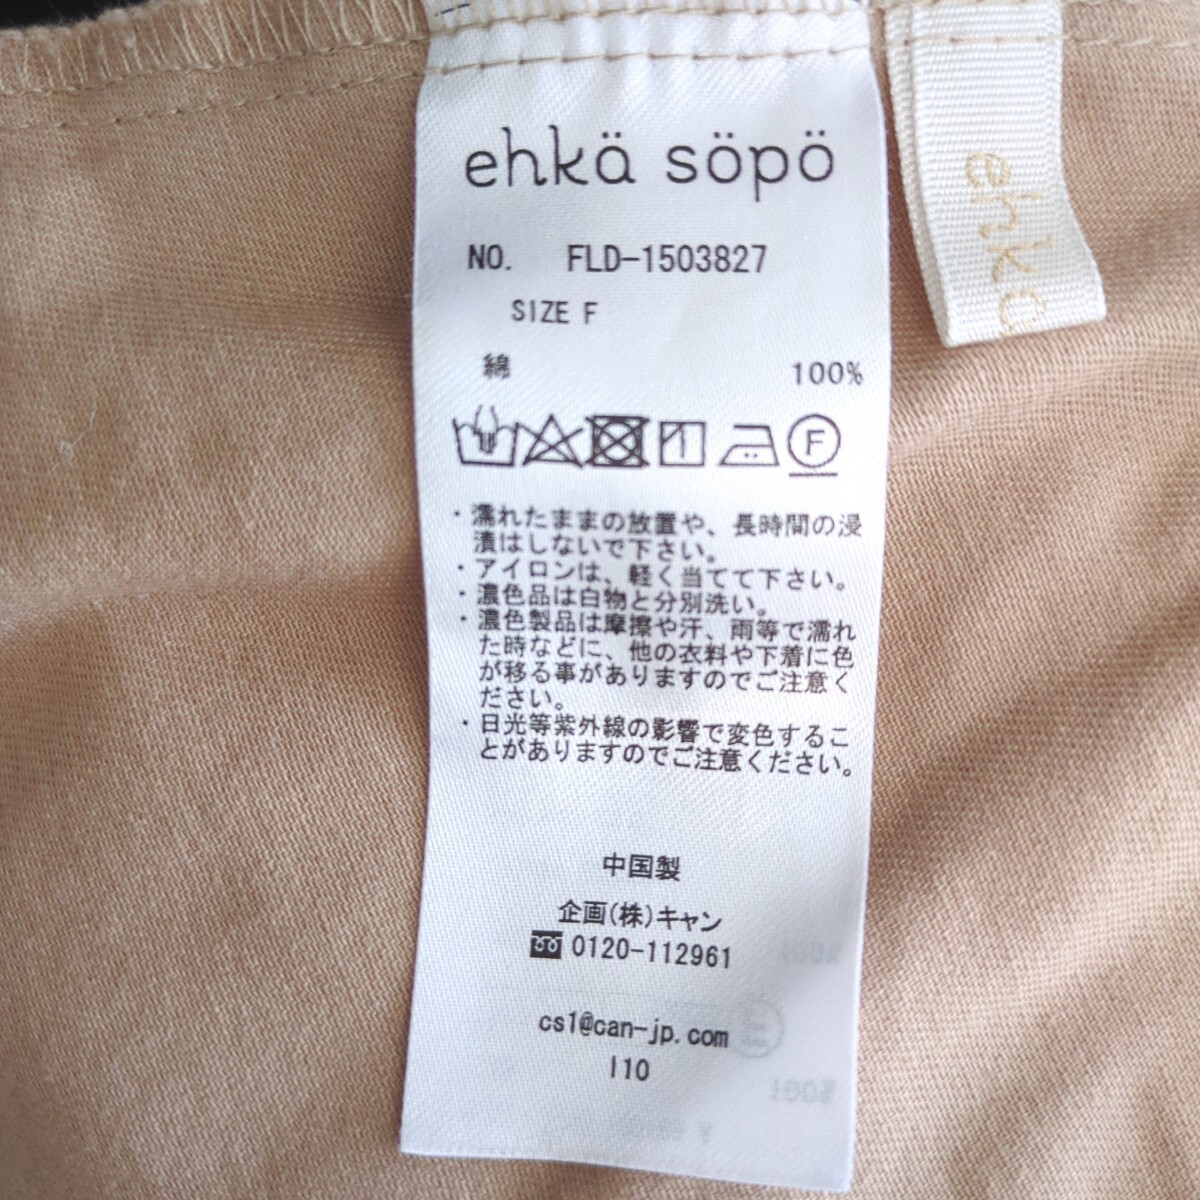 ehkä söpö
ehkä
NO. FLD-1503827
SIZE F
綿 100%
F
・濡れたままの放置や、長時間の浸
漬はしないで下さい。
・アイロンは、軽く当てて下さい。
・濃色品は白物と分別洗い。
・濃色製品は摩擦や汗、雨等で濡れ
た時などに、他の衣料や下着に色
が移る事がありますのでご注意く
ださい。
・日光等紫外線の影響で変色するこ
とがありますのでご注意ください。
中国製
企画(株)キャン
0120-112961
cs1@can-jp.com
I10